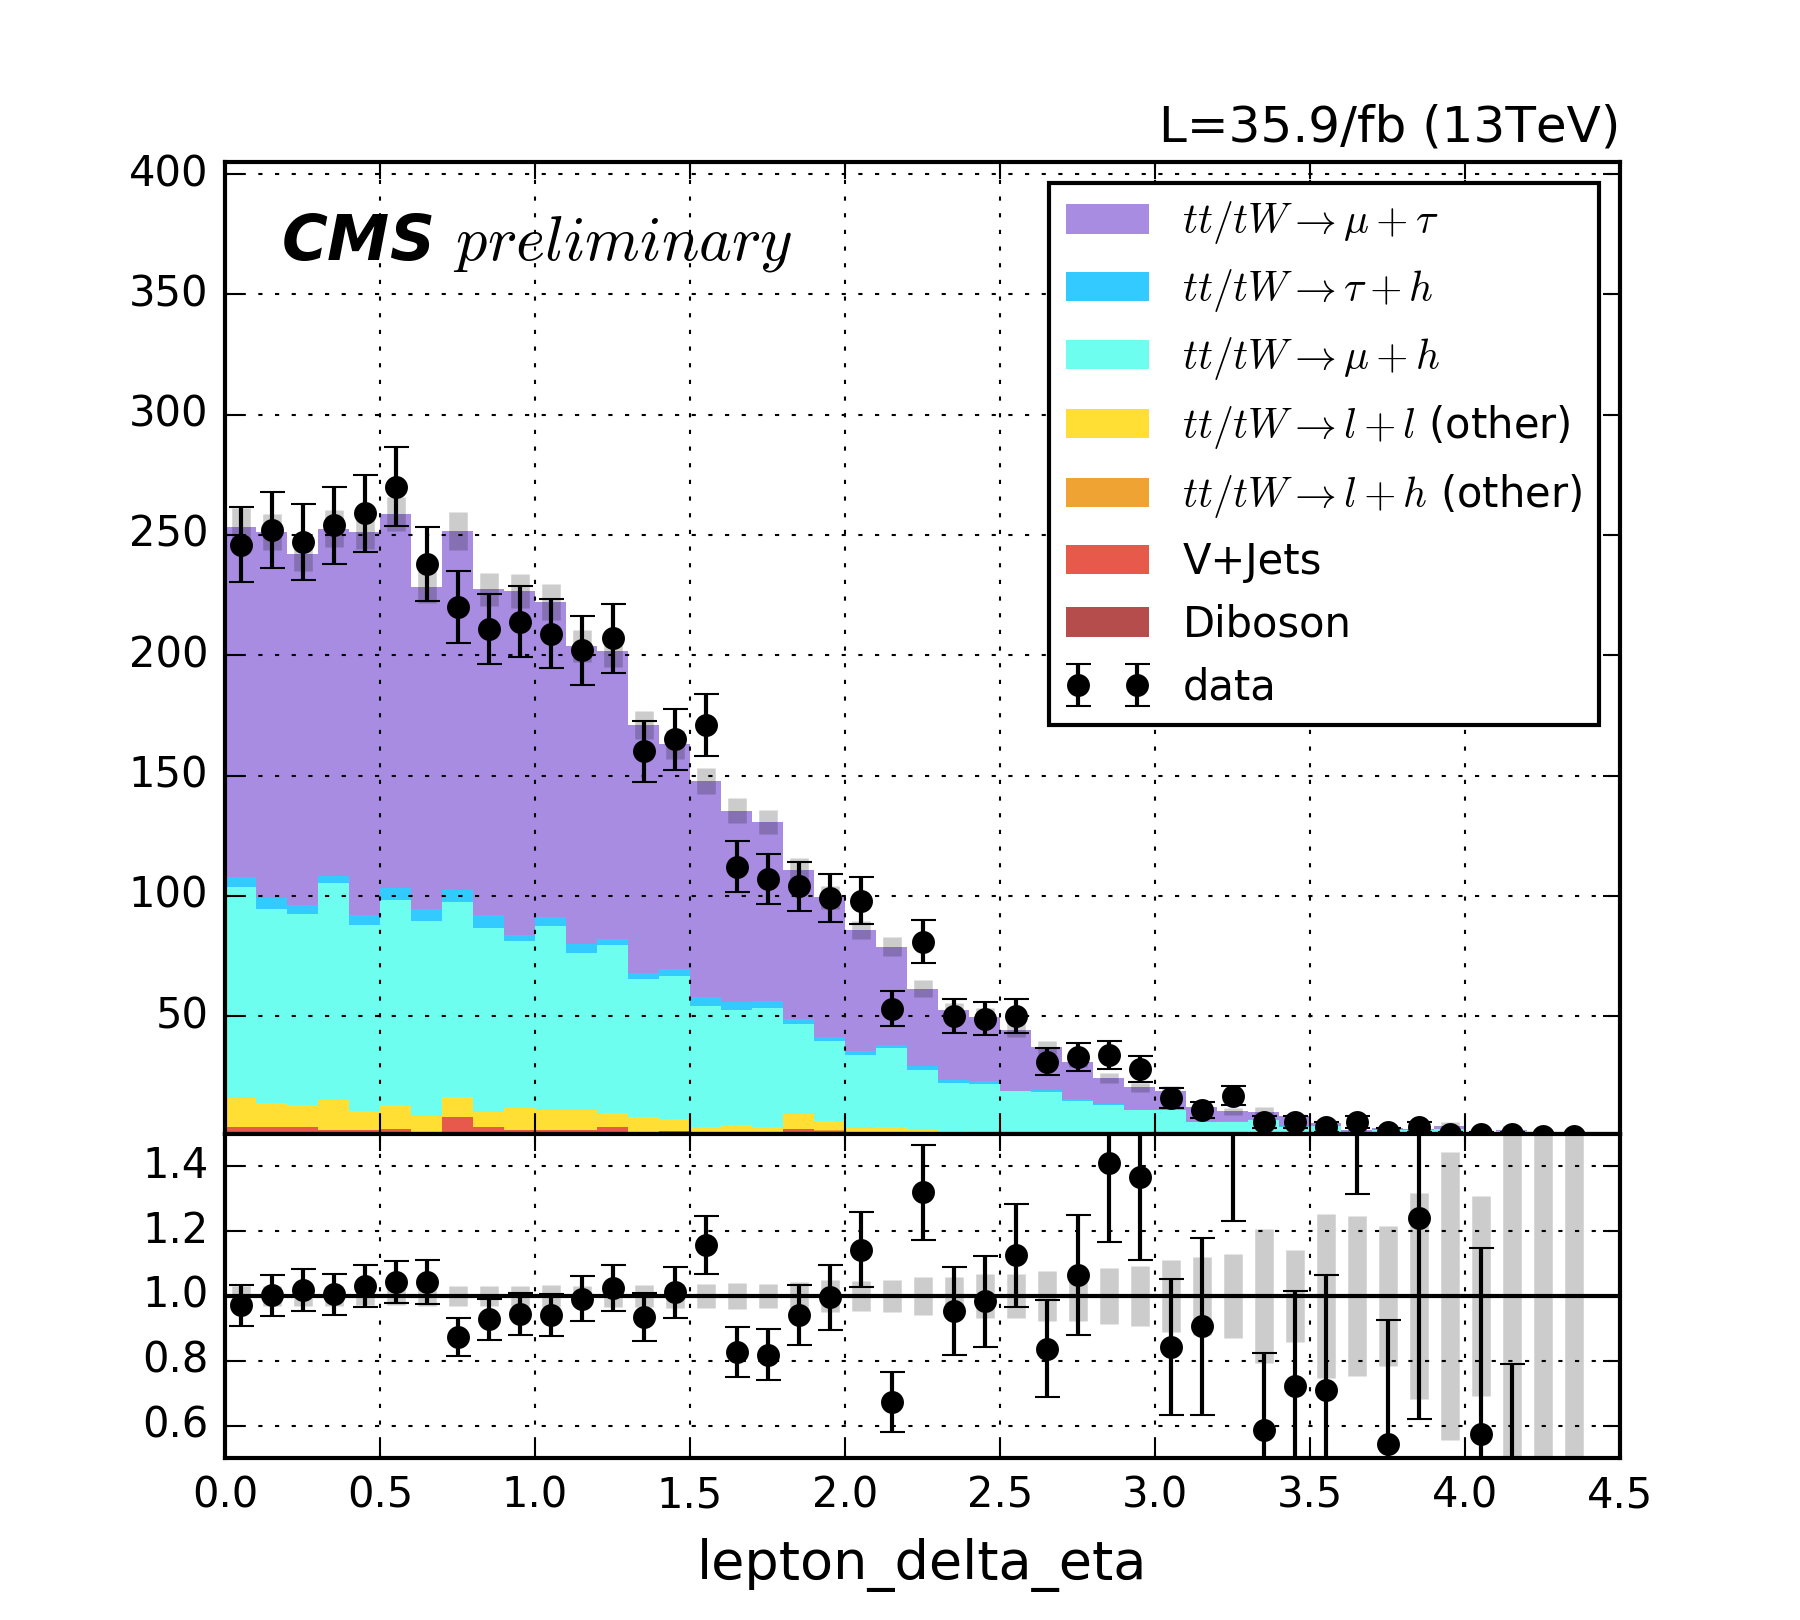 L=35.9/fb (13TeV)
CMS preliminary
400
350
300
250
200
150
100
50
tt/tW → μ + τ
tt/tW → τ + h
tt/tW → μ + h
tt/tW → l + l (other)
tt/tW → l + h (other)
V+Jets
Diboson
data
1.4
1.2
1.0
0.8
0.6
0.0 0.5 1.0 1.5 2.0 2.5 3.0 3.5 4.0 4.5
lepton_delta_eta